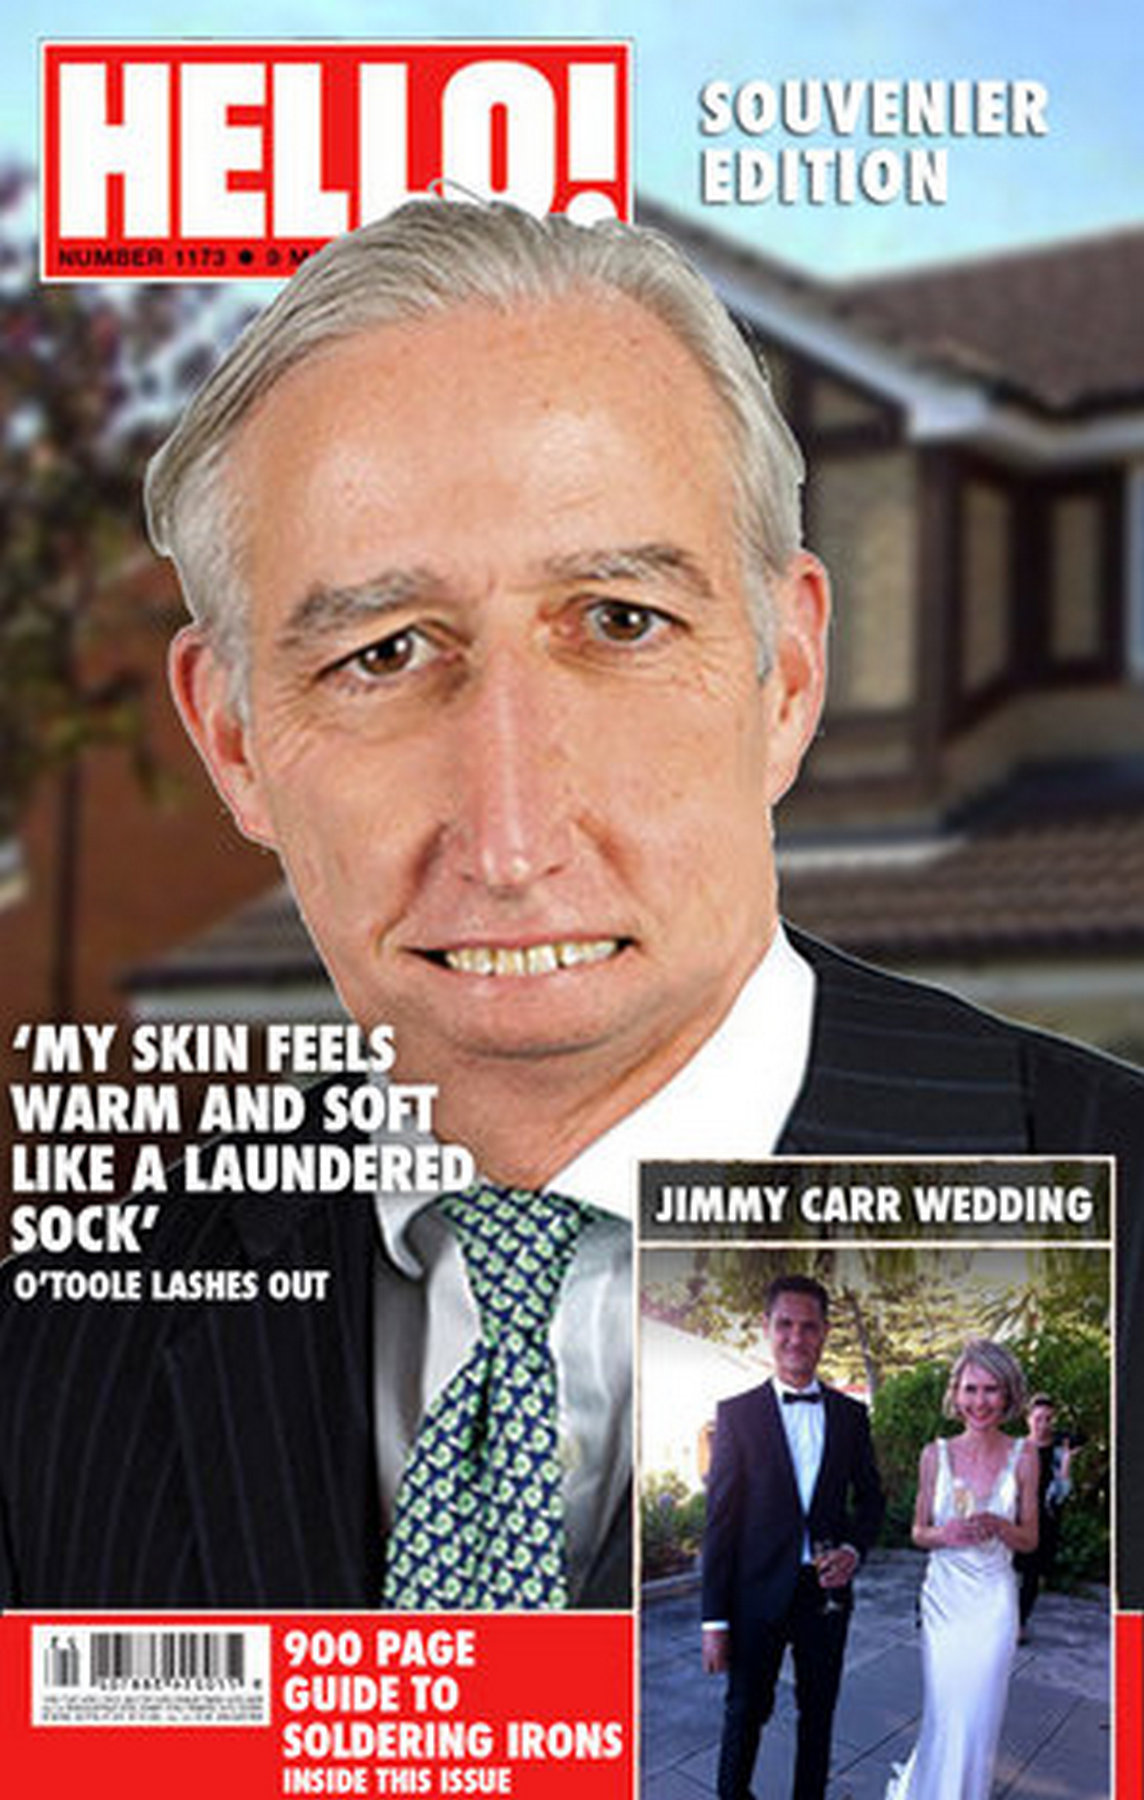 HELLO!
NUMBER 1173 ●
SOUVENIER
EDITION
'MY SKIN FEELS
WARM AND SOFT
LIKE A LAUNDERED
SOCK'
O'TOOLE LASHES OUT
JIMMY CARR WEDDING
900 PAGE
GUIDE TO
SOLDERING IRONS
INSIDE THIS ISSUE